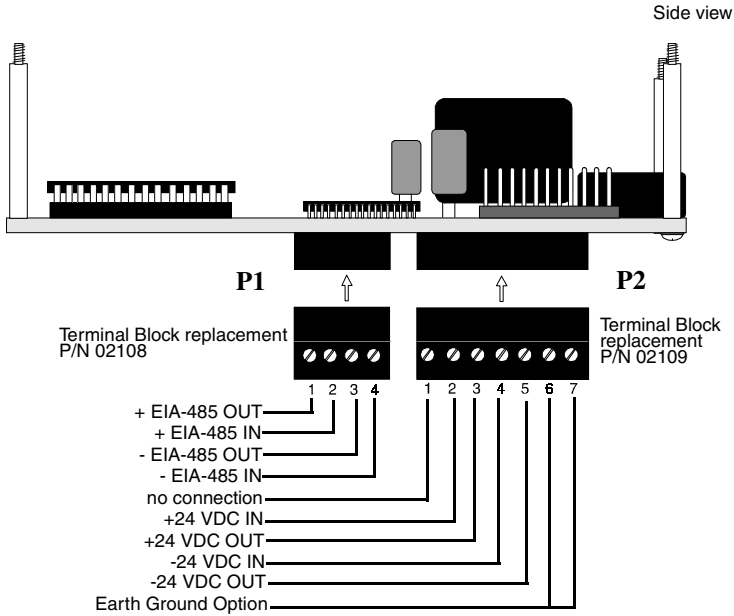 Side view
P1
P2
Terminal Block replacement
P/N 02108
Terminal Block
replacement
P/N 02109
1 2 3 4
1 2 3 4 5 6 7
+ EIA-485 OUT
+ EIA-485 IN
- EIA-485 OUT
- EIA-485 IN
no connection
+24 VDC IN
+24 VDC OUT
-24 VDC IN
-24 VDC OUT
Earth Ground Option